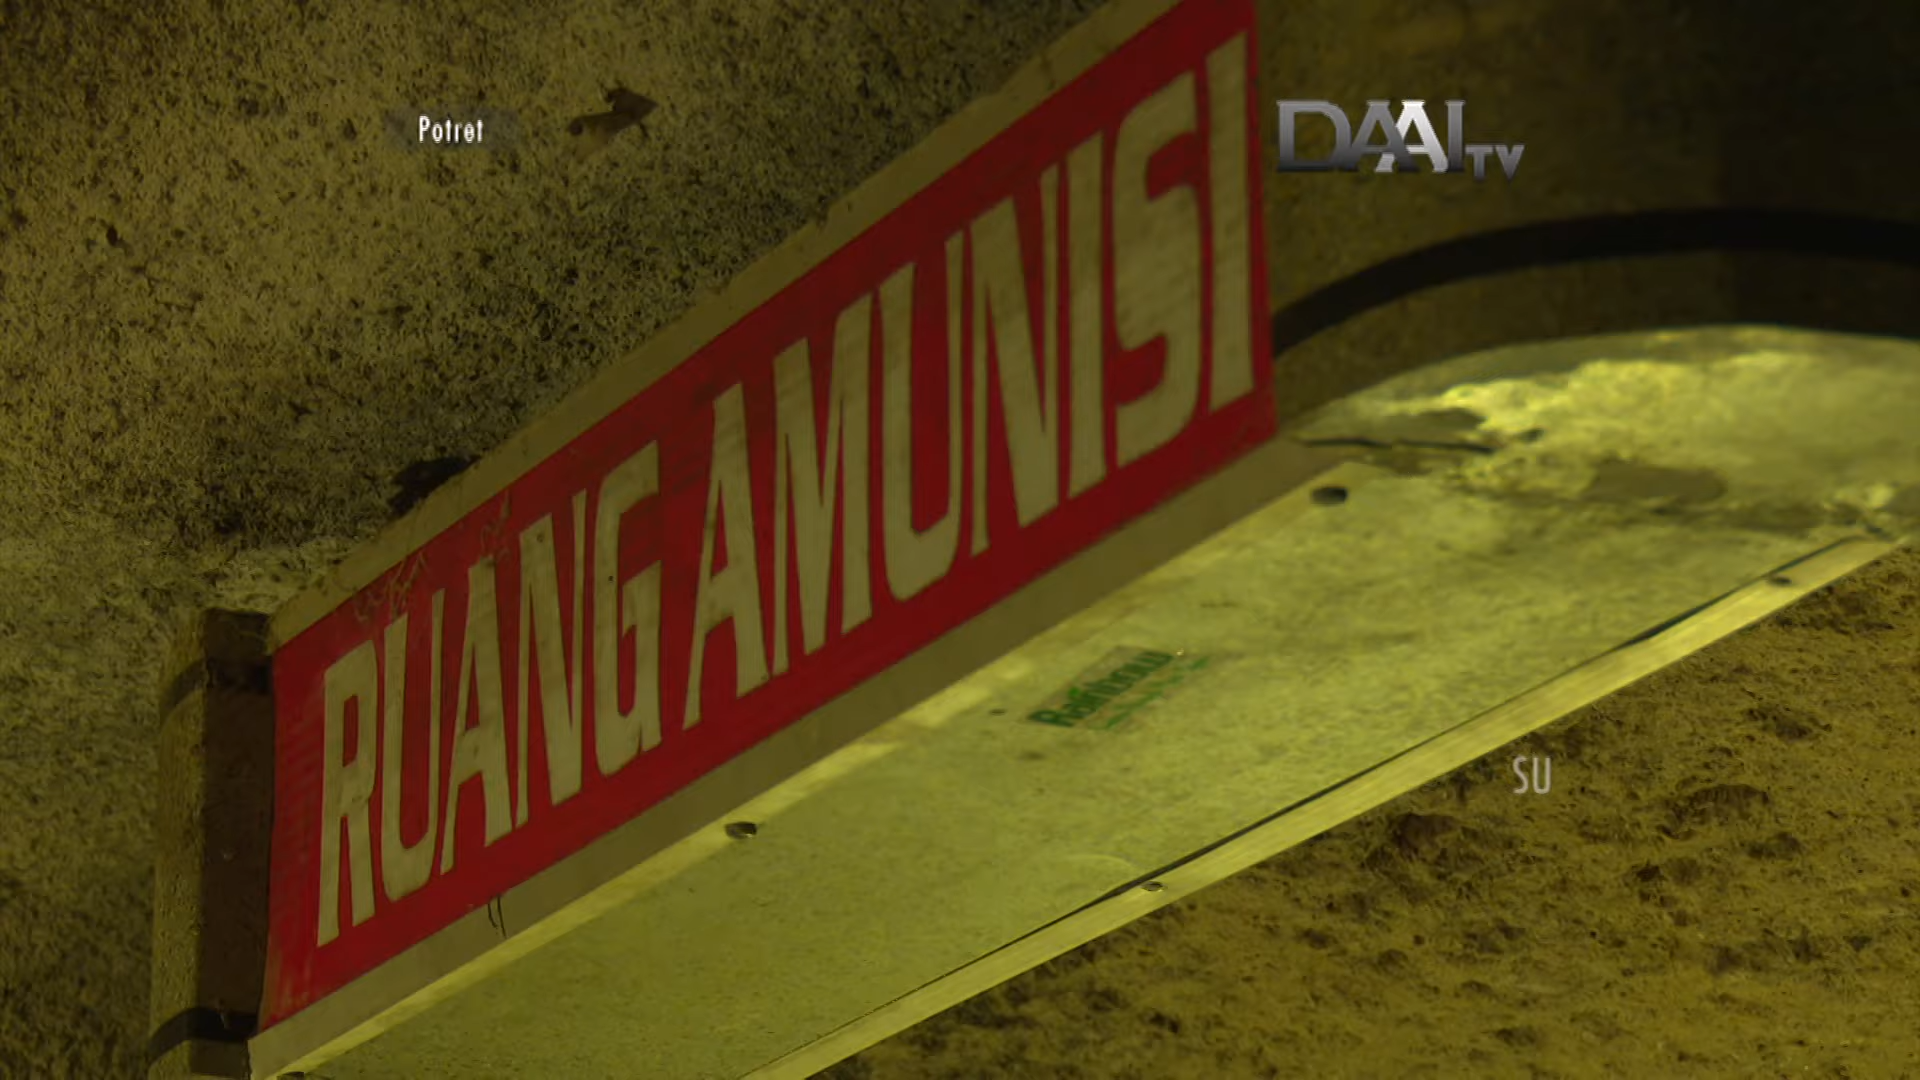 Potret
DAAI TV
RUANG AMUNISI
SU